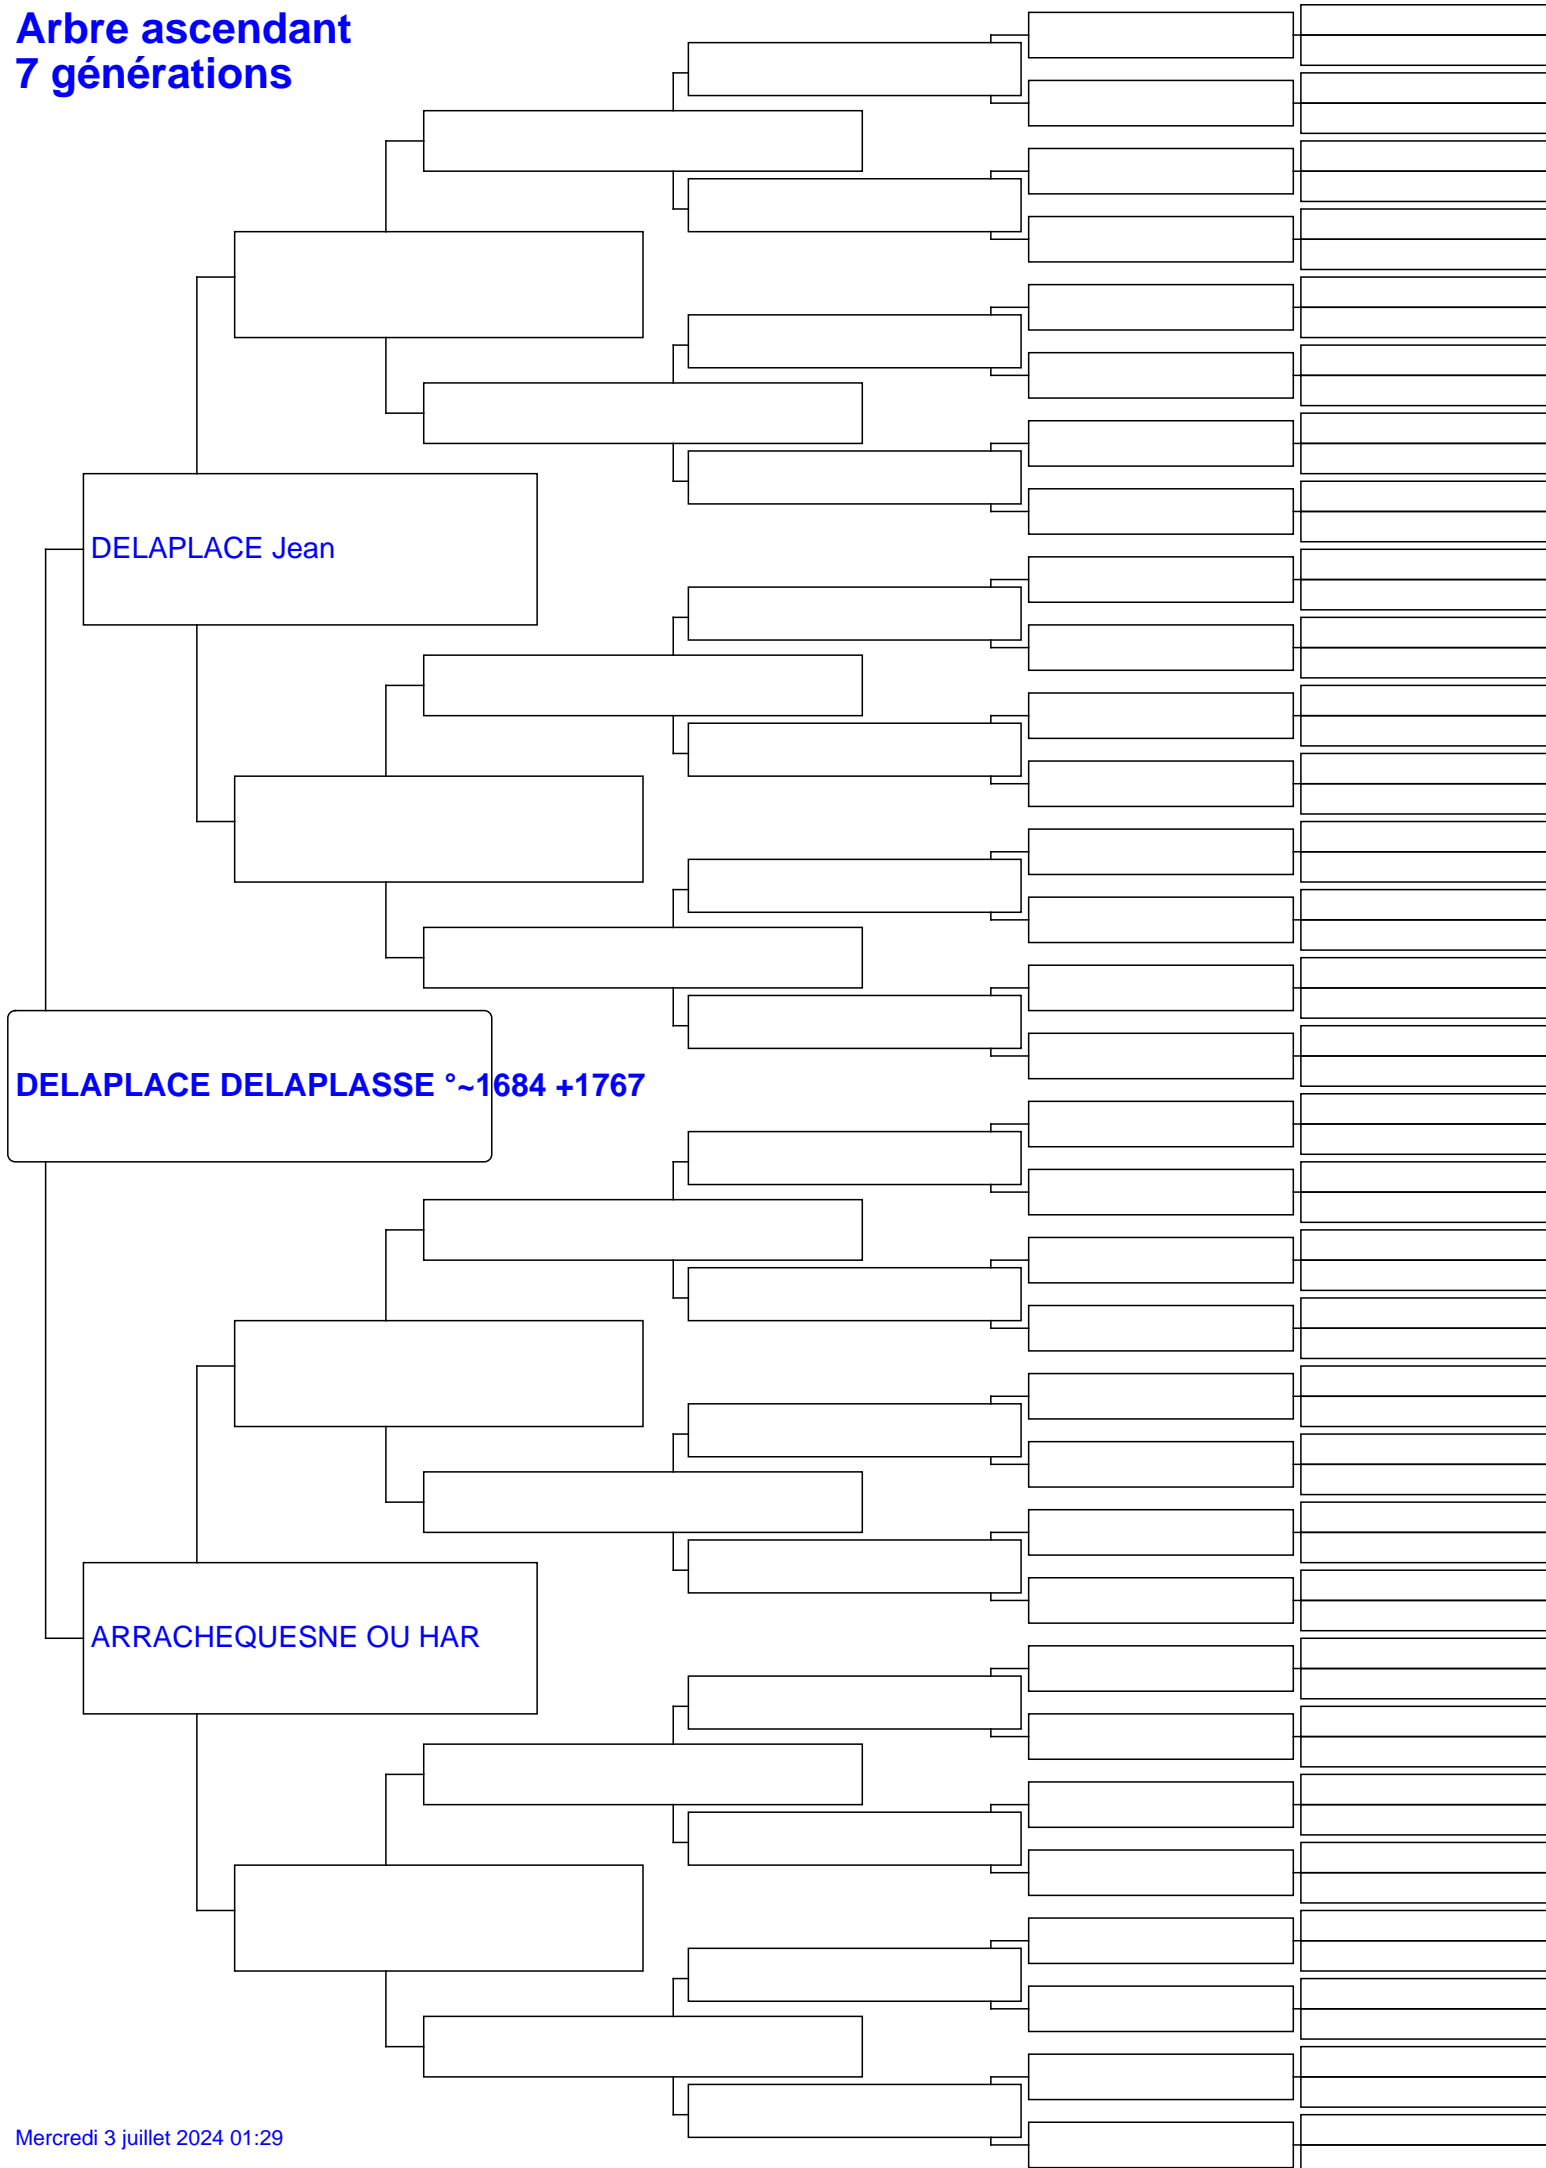 Arbre ascendant
7 générations
DELAPLACE Jean
DELAPLACE DELAPLASSE °~1684 +1767
ARRACHEQUESNE OU HAR
Mercredi 3 juillet 2024 01:29